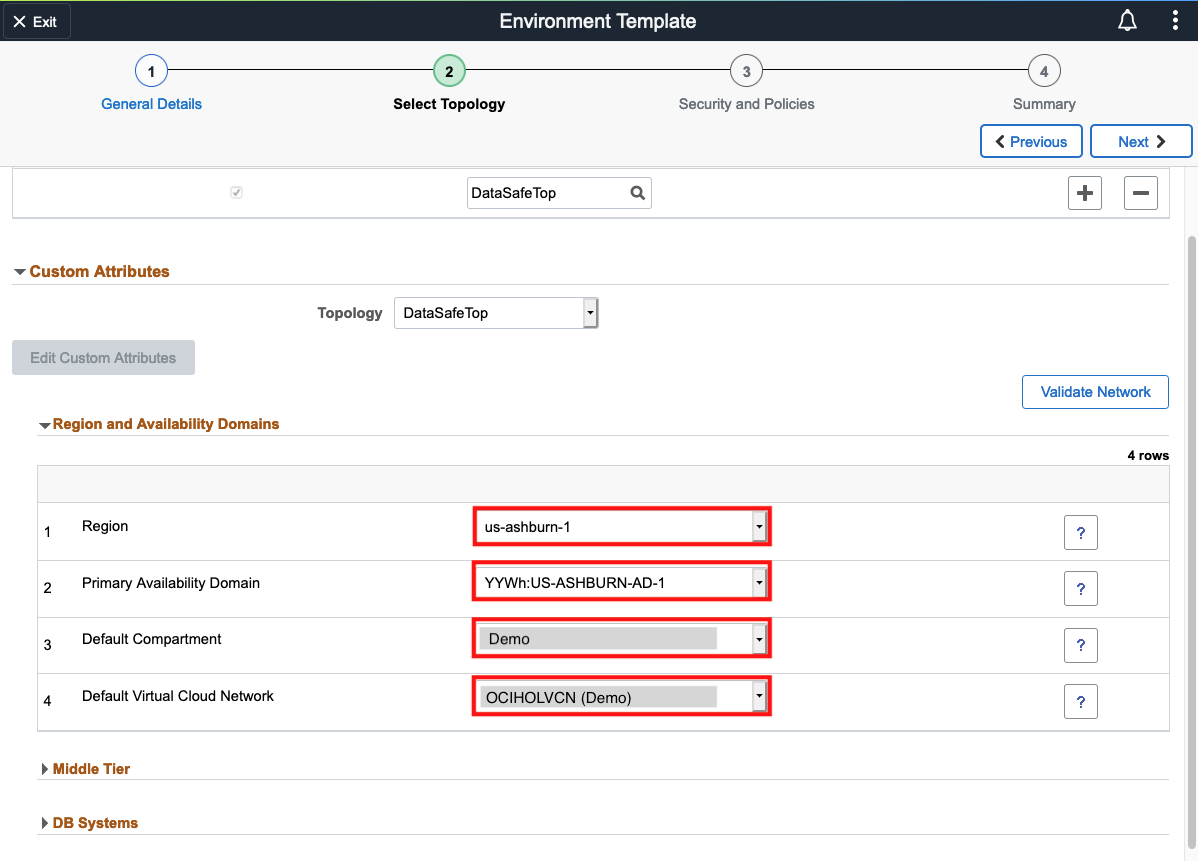 Exit
Environment Template
1
2
3
4
General Details
Select Topology
Security and Policies
Summary
Previous
Next
DataSafeTop
Custom Attributes
Topology
DataSafeTop
Edit Custom Attributes
Validate Network
Region and Availability Domains
4 rows
1 Region us-ashburn-1 ?
2 Primary Availability Domain YYWh:US-ASHBURN-AD-1 ?
3 Default Compartment Demo ?
4 Default Virtual Cloud Network OCIHOLVCN (Demo) ?
Middle Tier
DB Systems